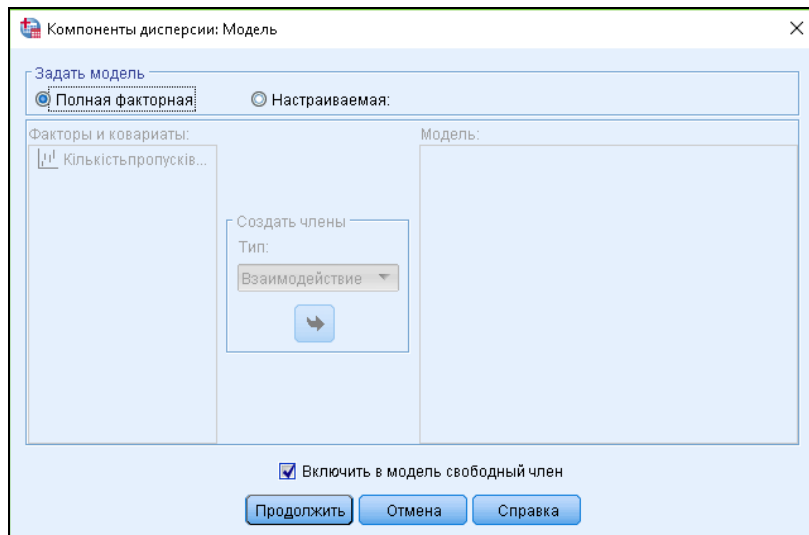 Компоненты дисперсии: Модель
Задать модель
Полная факторная
Настраиваемая:
Факторы и ковариаты:
Кількістьпропусків...
Создать члены
Тип:
Взаимодействие
Модель:
Включить в модель свободный член
Продолжить
Отмена
Справка